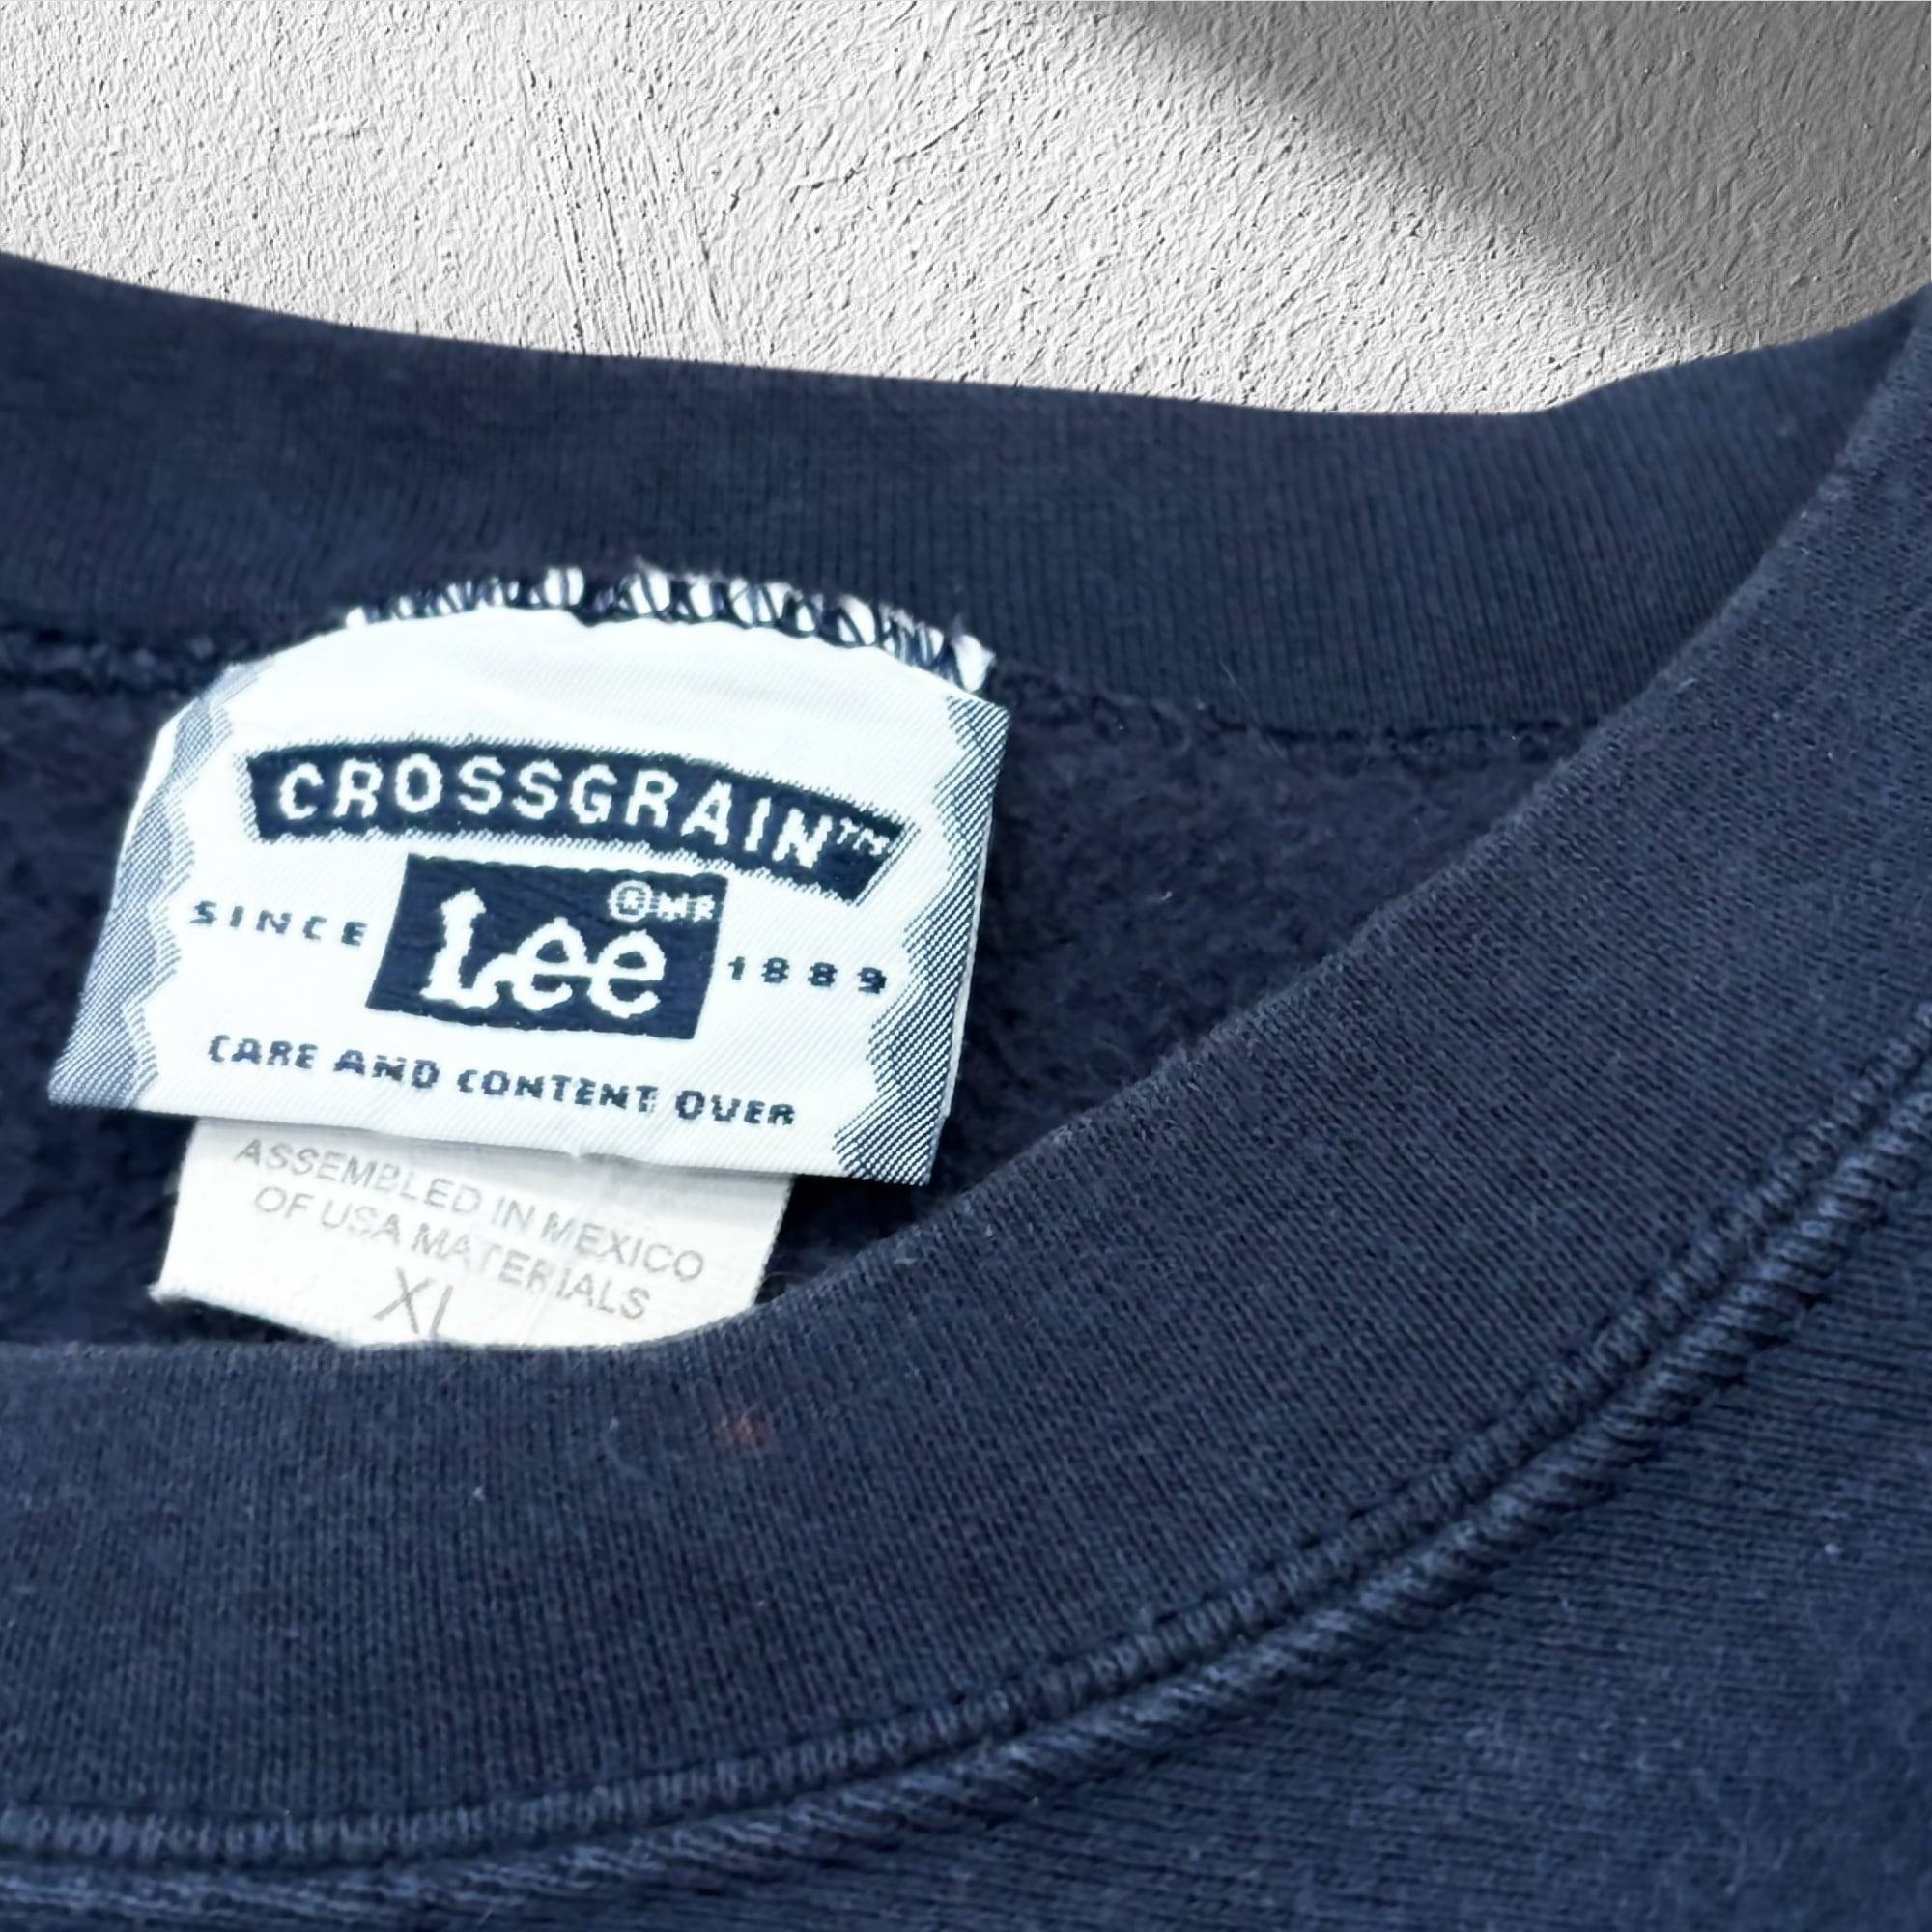 CROSSGRAIN™
®MR
SINCE Lee 1889
CARE AND CONTENT OVER
ASSEMBLED IN MEXICO
OF USA MATERIALS
XL